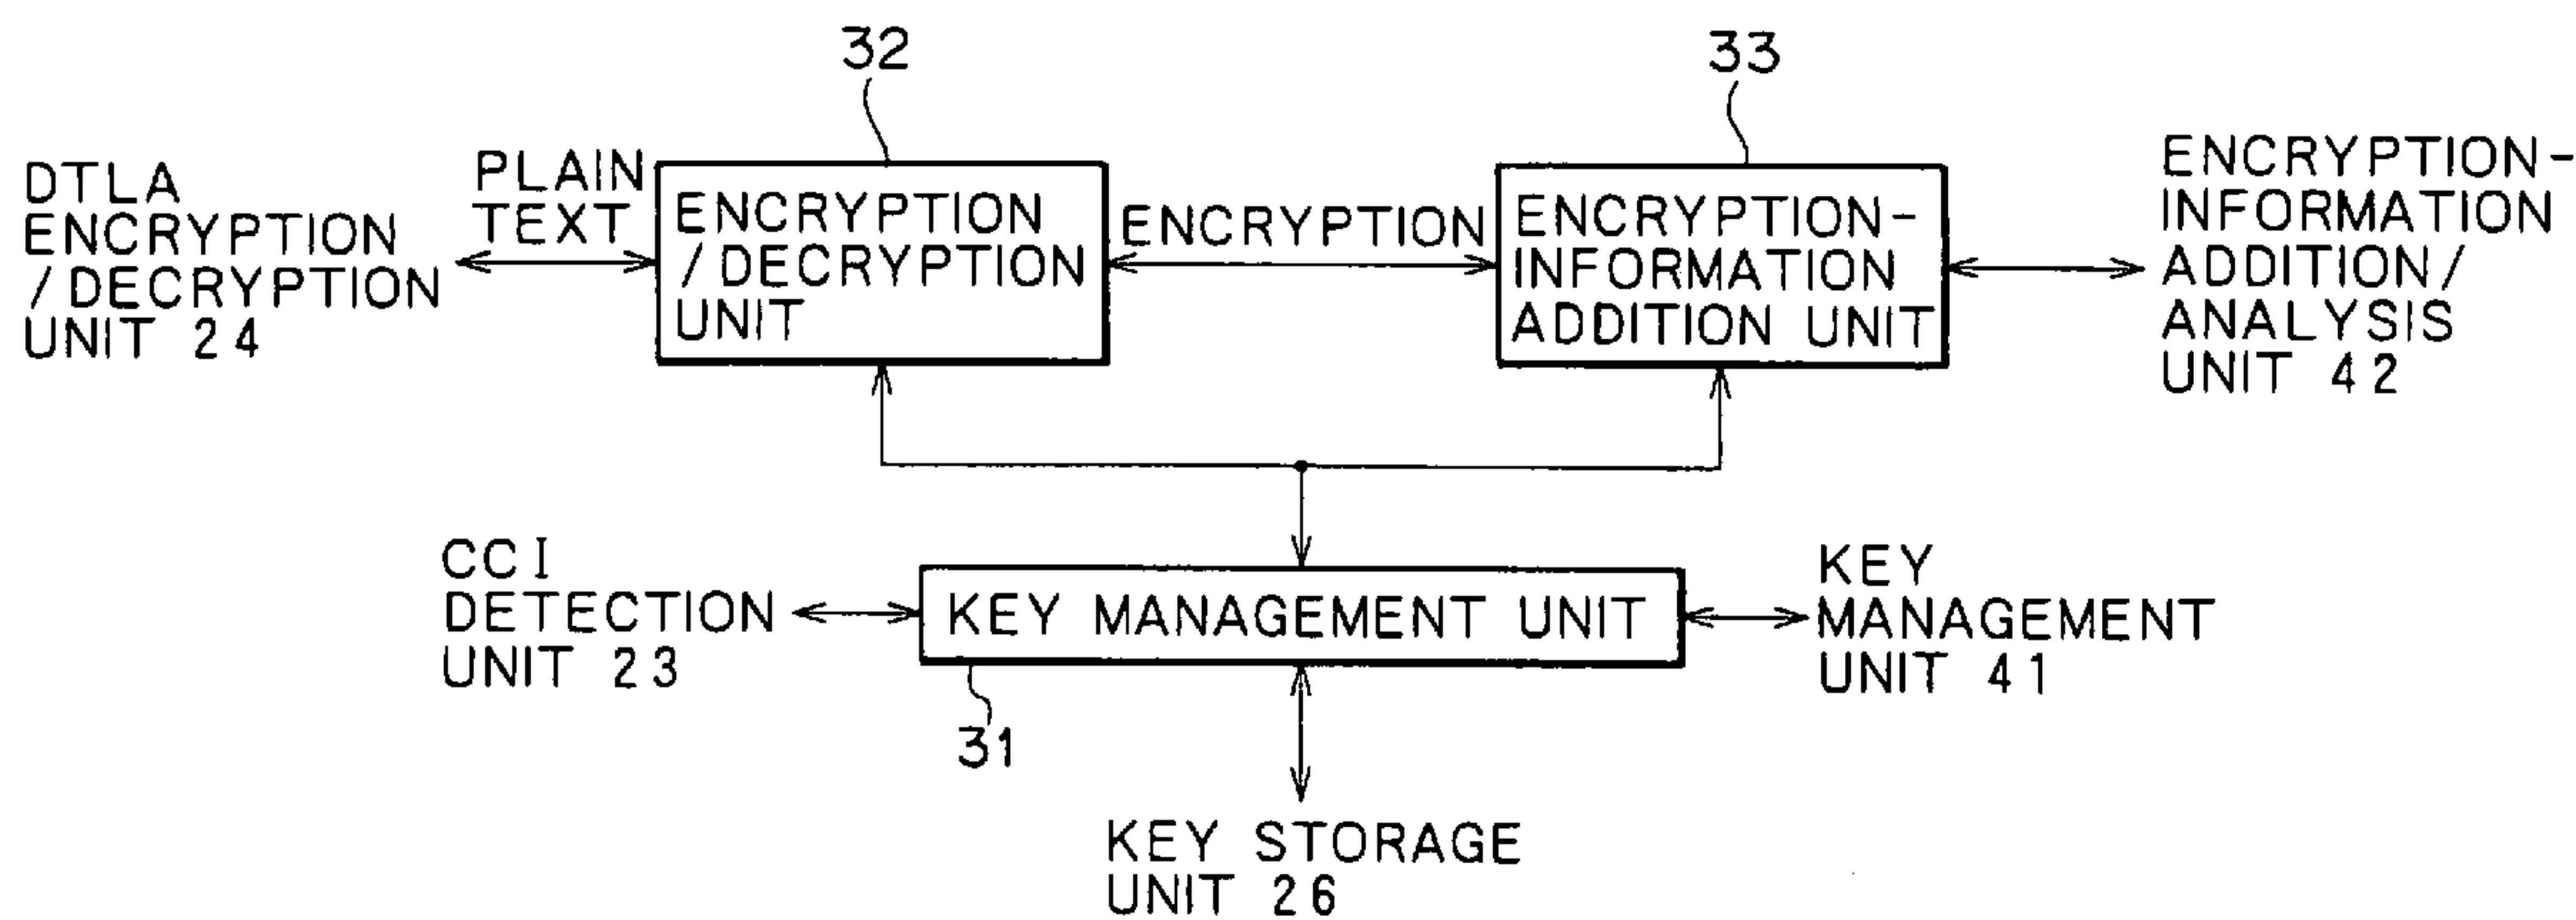 32
33
DTLA
ENCRYPTION
/DECRYPTION
UNIT 24
PLAIN
TEXT
ENCRYPTION
/DECRYPTION
UNIT
ENCRYPTION
ENCRYPTION-
INFORMATION
ADDITION UNIT
ENCRYPTION-
INFORMATION
ADDITION/
ANALYSIS
UNIT 42
CCI
DETECTION
UNIT 23
KEY MANAGEMENT UNIT
KEY
MANAGEMENT
UNIT 41
31
KEY STORAGE
UNIT 26